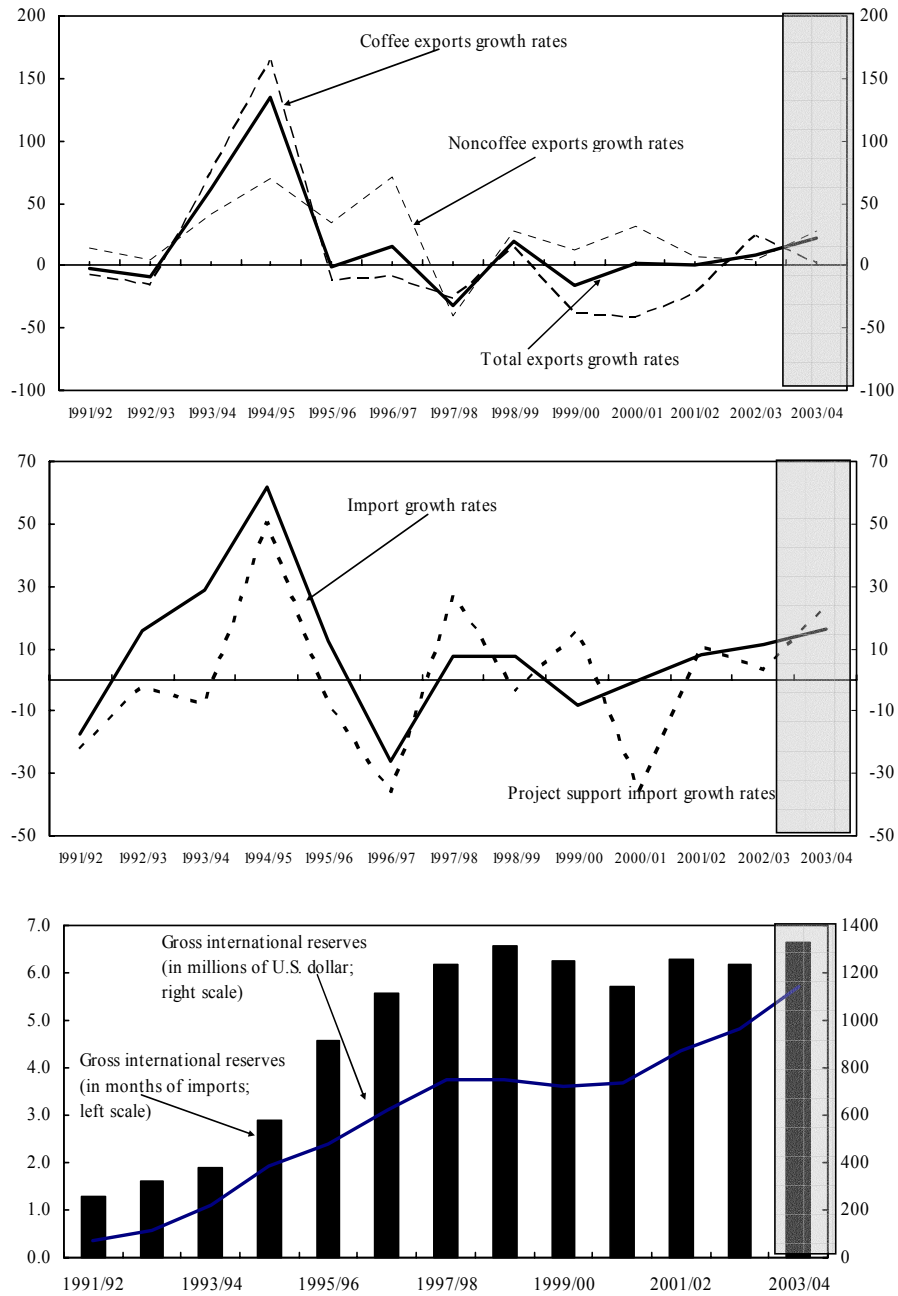 200 200
Coffee exports growth rates
150 150
Noncoffee exports growth rates
100 100
50 50
0 0
-50 -50
Total exports growth rates
-100 -100
1991/92 1992/93 1993/94 1994/95 1995/96 1996/97 1997/98 1998/99 1999/00 2000/01 2001/02 2002/03 2003/04
70 70
Import growth rates
50 50
30 30
10 10
-10 -10
-30 -30
Project support import growth rates
-50 -50
1991/92 1992/93 1993/94 1994/95 1995/96 1996/97 1997/98 1998/99 1999/00 2000/01 2001/02 2002/03 2003/04
7.0 1400
Gross international reserves
(in millions of U.S. dollar;
right scale)
6.0 1200
5.0 1000
Gross international reserves
(in months of imports;
left scale)
4.0 800
3.0 600
2.0 400
1.0 200
0.0 0
1991/92 1993/94 1995/96 1997/98 1999/00 2001/02 2003/04